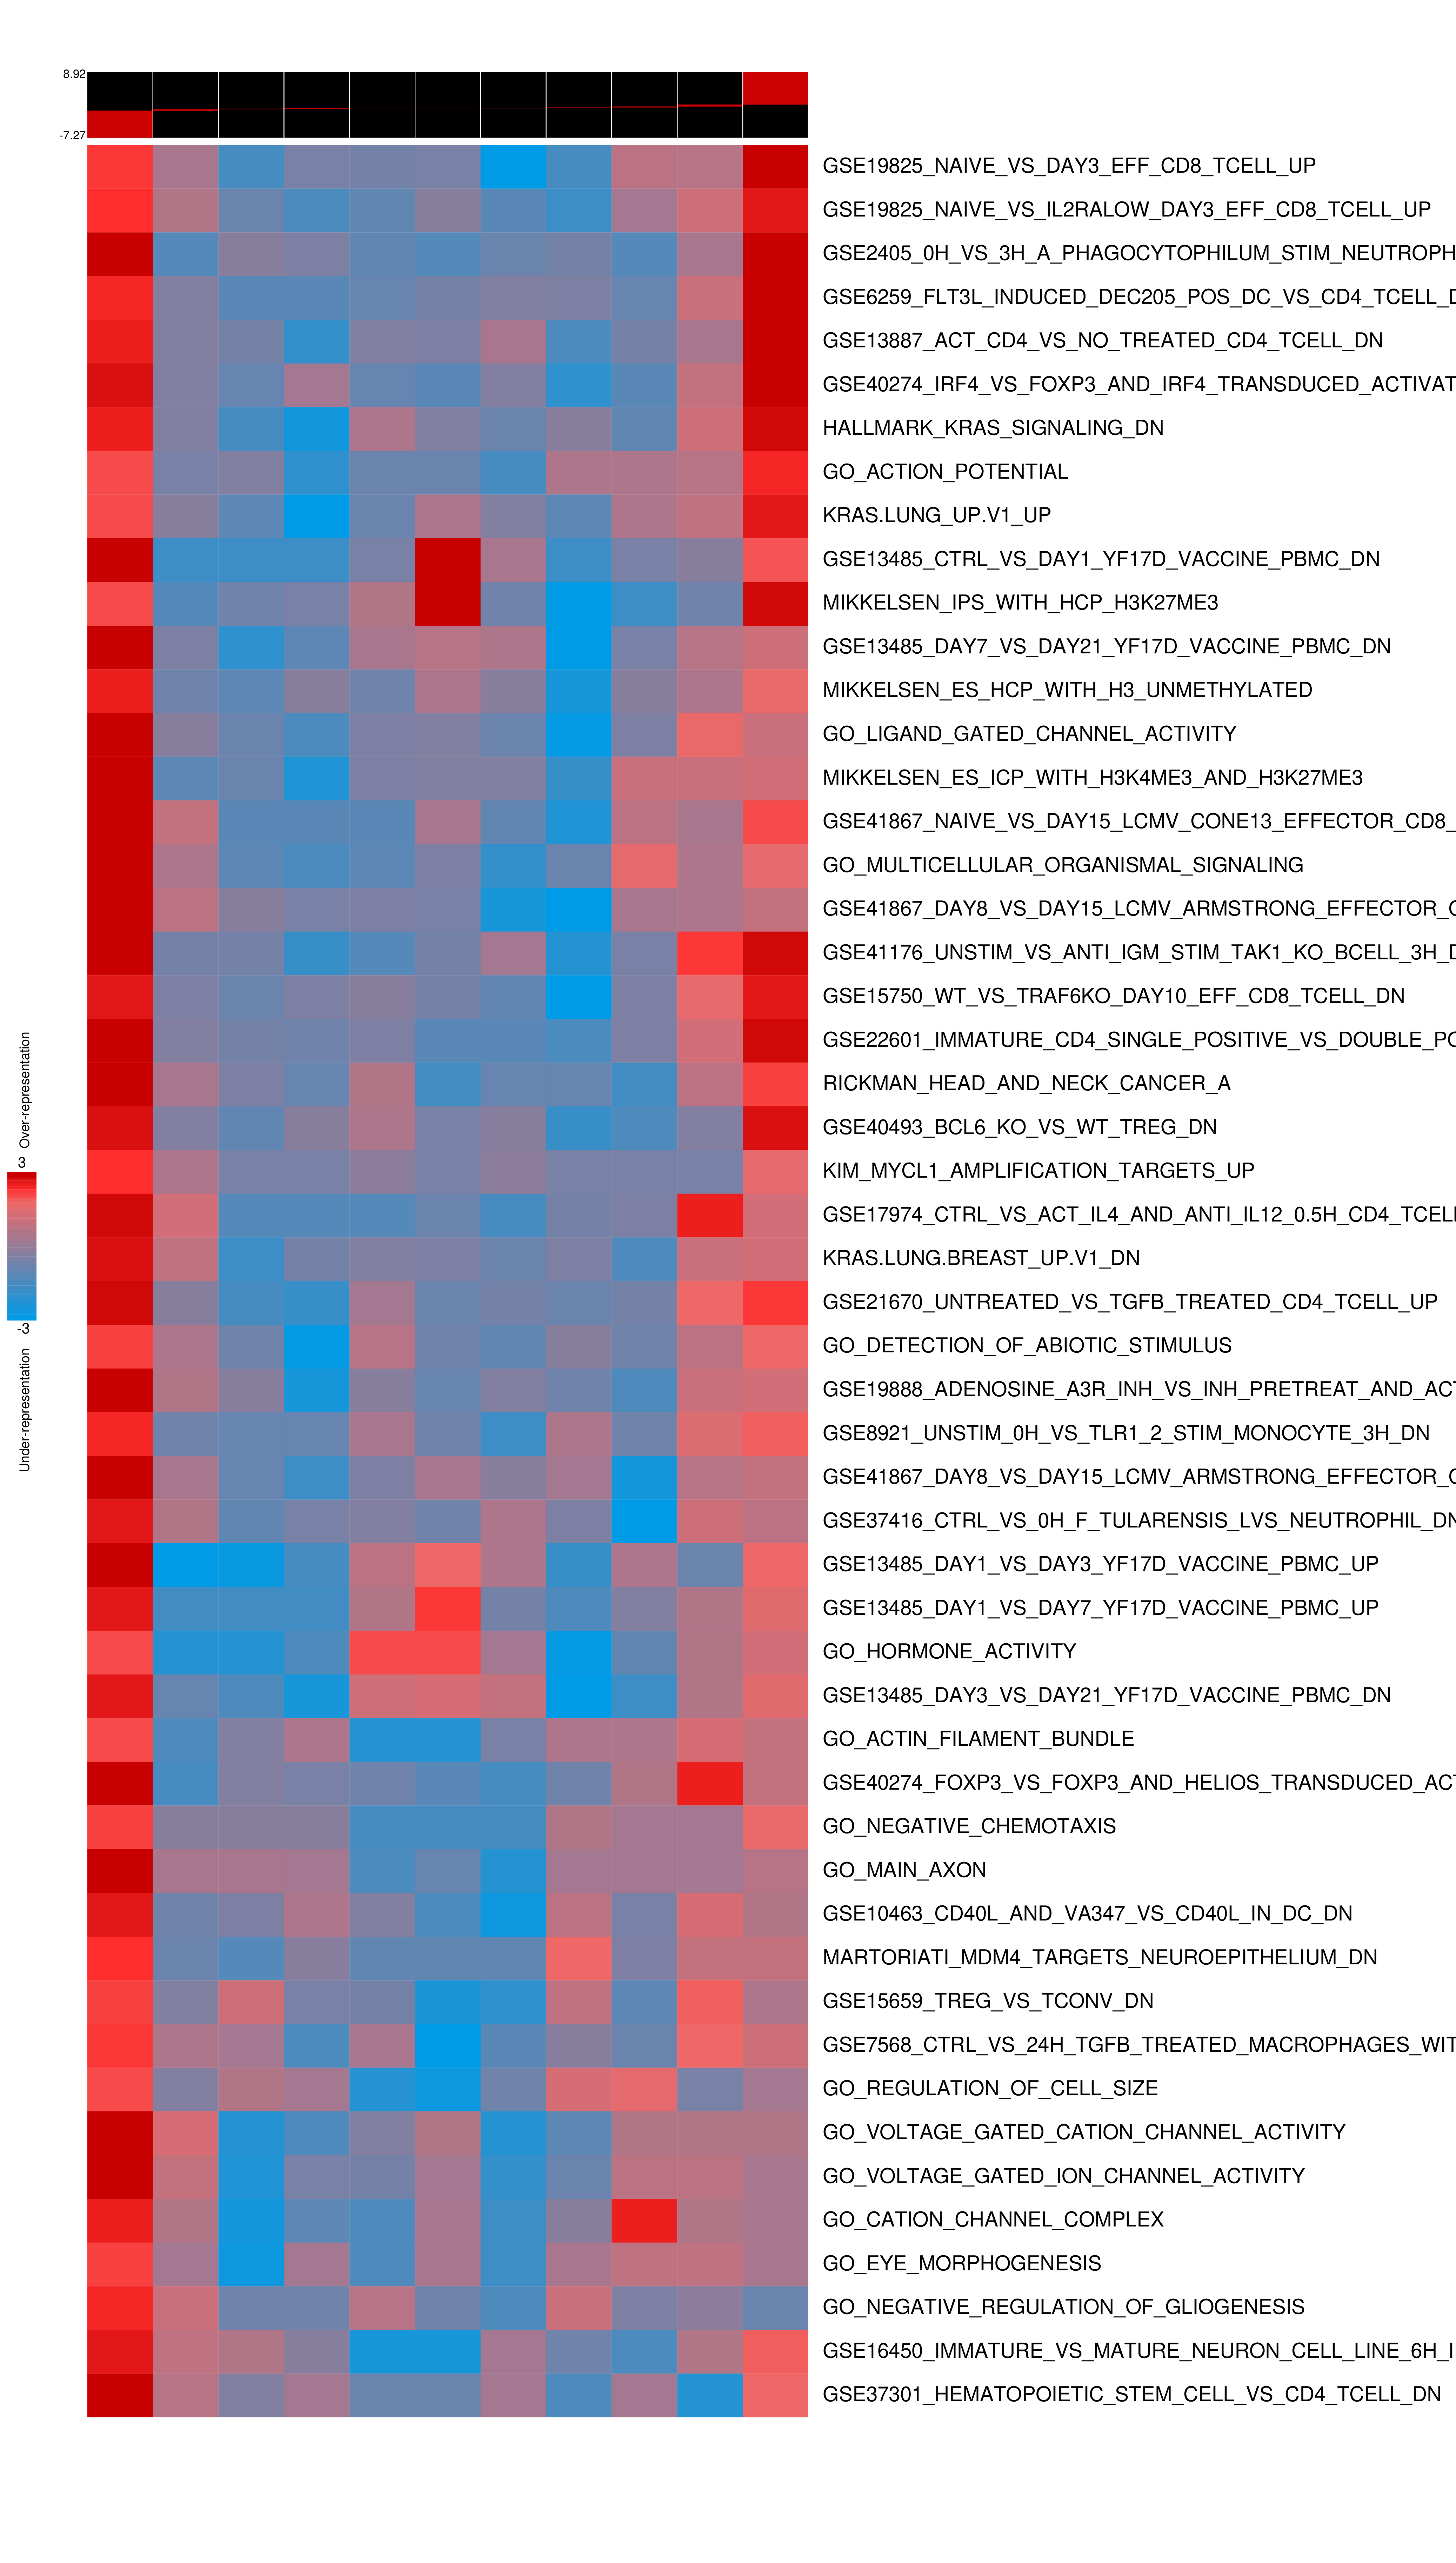 8.92
-7.27
GSE19825_NAIVE_VS_DAY3_EFF_CD8_TCELL_UP
GSE19825_NAIVE_VS_IL2RALOW_DAY3_EFF_CD8_TCELL_UP
GSE2405_0H_VS_3H_A_PHAGOCYTOPHILUM_STIM_NEUTROPH
GSE6259_FLT3L_INDUCED_DEC205_POS_DC_VS_CD4_TCELL_D
GSE13887_ACT_CD4_VS_NO_TREATED_CD4_TCELL_DN
GSE40274_IRF4_VS_FOXP3_AND_IRF4_TRANSDUCED_ACTIVAT
HALLMARK_KRAS_SIGNALING_DN
GO_ACTION_POTENTIAL
KRAS.LUNG_UP.V1_UP
GSE13485_CTRL_VS_DAY1_YF17D_VACCINE_PBMC_DN
MIKKELSEN_IPS_WITH_HCP_H3K27ME3
GSE13485_DAY7_VS_DAY21_YF17D_VACCINE_PBMC_DN
MIKKELSEN_ES_HCP_WITH_H3_UNMETHYLATED
GO_LIGAND_GATED_CHANNEL_ACTIVITY
MIKKELSEN_ES_ICP_WITH_H3K4ME3_AND_H3K27ME3
GSE41867_NAIVE_VS_DAY15_LCMV_CONE13_EFFECTOR_CD8_
GO_MULTICELLULAR_ORGANISMAL_SIGNALING
GSE41867_DAY8_VS_DAY15_LCMV_ARMSTRONG_EFFECTOR_C
GSE41176_UNSTIM_VS_ANTI_IGM_STIM_TAK1_KO_BCELL_3H_D
GSE15750_WT_VS_TRAF6KO_DAY10_EFF_CD8_TCELL_DN
GSE22601_IMMATURE_CD4_SINGLE_POSITIVE_VS_DOUBLE_PO
RICKMAN_HEAD_AND_NECK_CANCER_A
GSE40493_BCL6_KO_VS_WT_TREG_DN
KIM_MYCL1_AMPLIFICATION_TARGETS_UP
GSE17974_CTRL_VS_ACT_IL4_AND_ANTI_IL12_0.5H_CD4_TCELL
KRAS.LUNG.BREAST_UP.V1_DN
GSE21670_UNTREATED_VS_TGFB_TREATED_CD4_TCELL_UP
GO_DETECTION_OF_ABIOTIC_STIMULUS
GSE19888_ADENOSINE_A3R_INH_VS_INH_PRETREAT_AND_ACT
GSE8921_UNSTIM_0H_VS_TLR1_2_STIM_MONOCYTE_3H_DN
GSE41867_DAY8_VS_DAY15_LCMV_ARMSTRONG_EFFECTOR_C
GSE37416_CTRL_VS_0H_F_TULARENSIS_LVS_NEUTROPHIL_DN
GSE13485_DAY1_VS_DAY3_YF17D_VACCINE_PBMC_UP
GSE13485_DAY1_VS_DAY7_YF17D_VACCINE_PBMC_UP
GO_HORMONE_ACTIVITY
GSE13485_DAY3_VS_DAY21_YF17D_VACCINE_PBMC_DN
GO_ACTIN_FILAMENT_BUNDLE
GSE40274_FOXP3_VS_FOXP3_AND_HELIOS_TRANSDUCED_ACT
GO_NEGATIVE_CHEMOTAXIS
GO_MAIN_AXON
GSE10463_CD40L_AND_VA347_VS_CD40L_IN_DC_DN
MARTORIATI_MDM4_TARGETS_NEUROEPITHELIUM_DN
GSE15659_TREG_VS_TCONV_DN
GSE7568_CTRL_VS_24H_TGFB_TREATED_MACROPHAGES_WIT
GO_REGULATION_OF_CELL_SIZE
GO_VOLTAGE_GATED_CATION_CHANNEL_ACTIVITY
GO_VOLTAGE_GATED_ION_CHANNEL_ACTIVITY
GO_CATION_CHANNEL_COMPLEX
GO_EYE_MORPHOGENESIS
GO_NEGATIVE_REGULATION_OF_GLIOGENESIS
GSE16450_IMMATURE_VS_MATURE_NEURON_CELL_LINE_6H_I
GSE37301_HEMATOPOIETIC_STEM_CELL_VS_CD4_TCELL_DN
Over-representation
3
-3
Under-representation